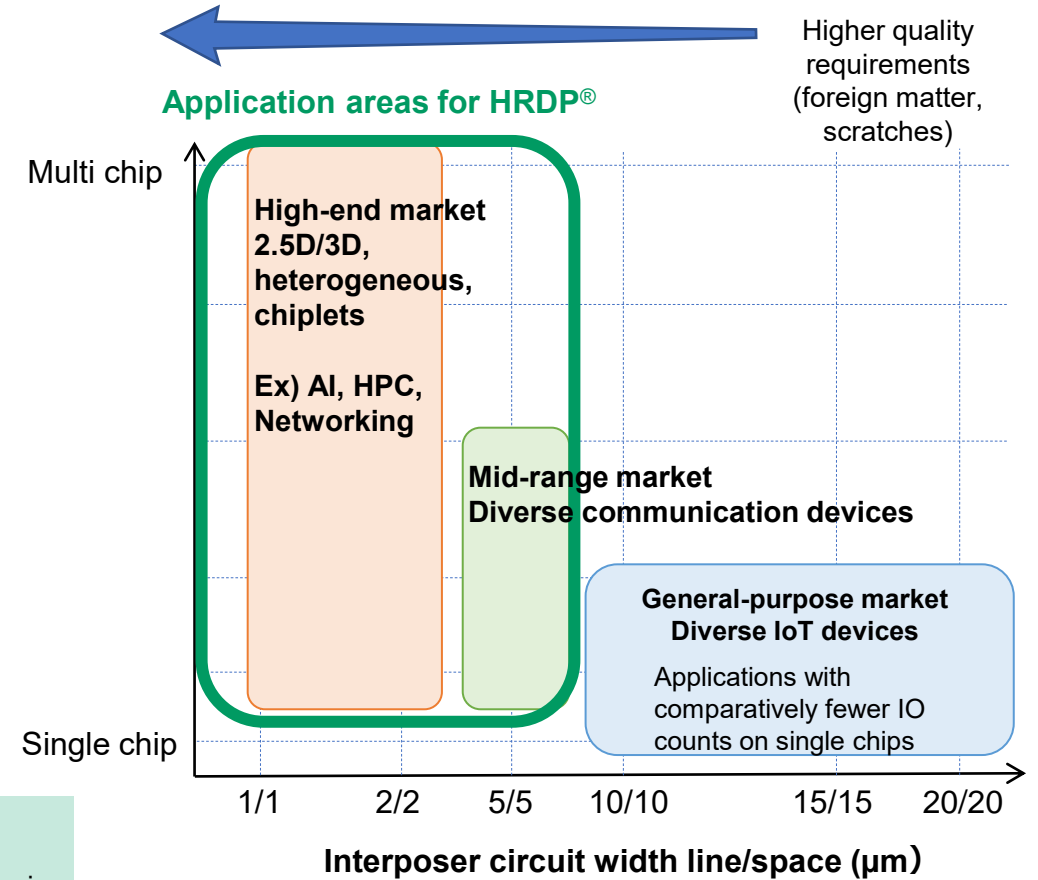 Higher quality
requirements
(foreign matter,
scratches)
Application areas for HRDP®
Multi chip
High-end market
2.5D/3D,
heterogeneous,
chiplets
Ex) AI, HPC,
Networking
Mid-range market
Diverse communication devices
General-purpose market
Diverse IoT devices
Applications with
comparatively fewer IO
counts on single chips
Single chip
1/1 2/2 5/5 10/10 15/15 20/20
Interposer circuit width line/space (μm）
.